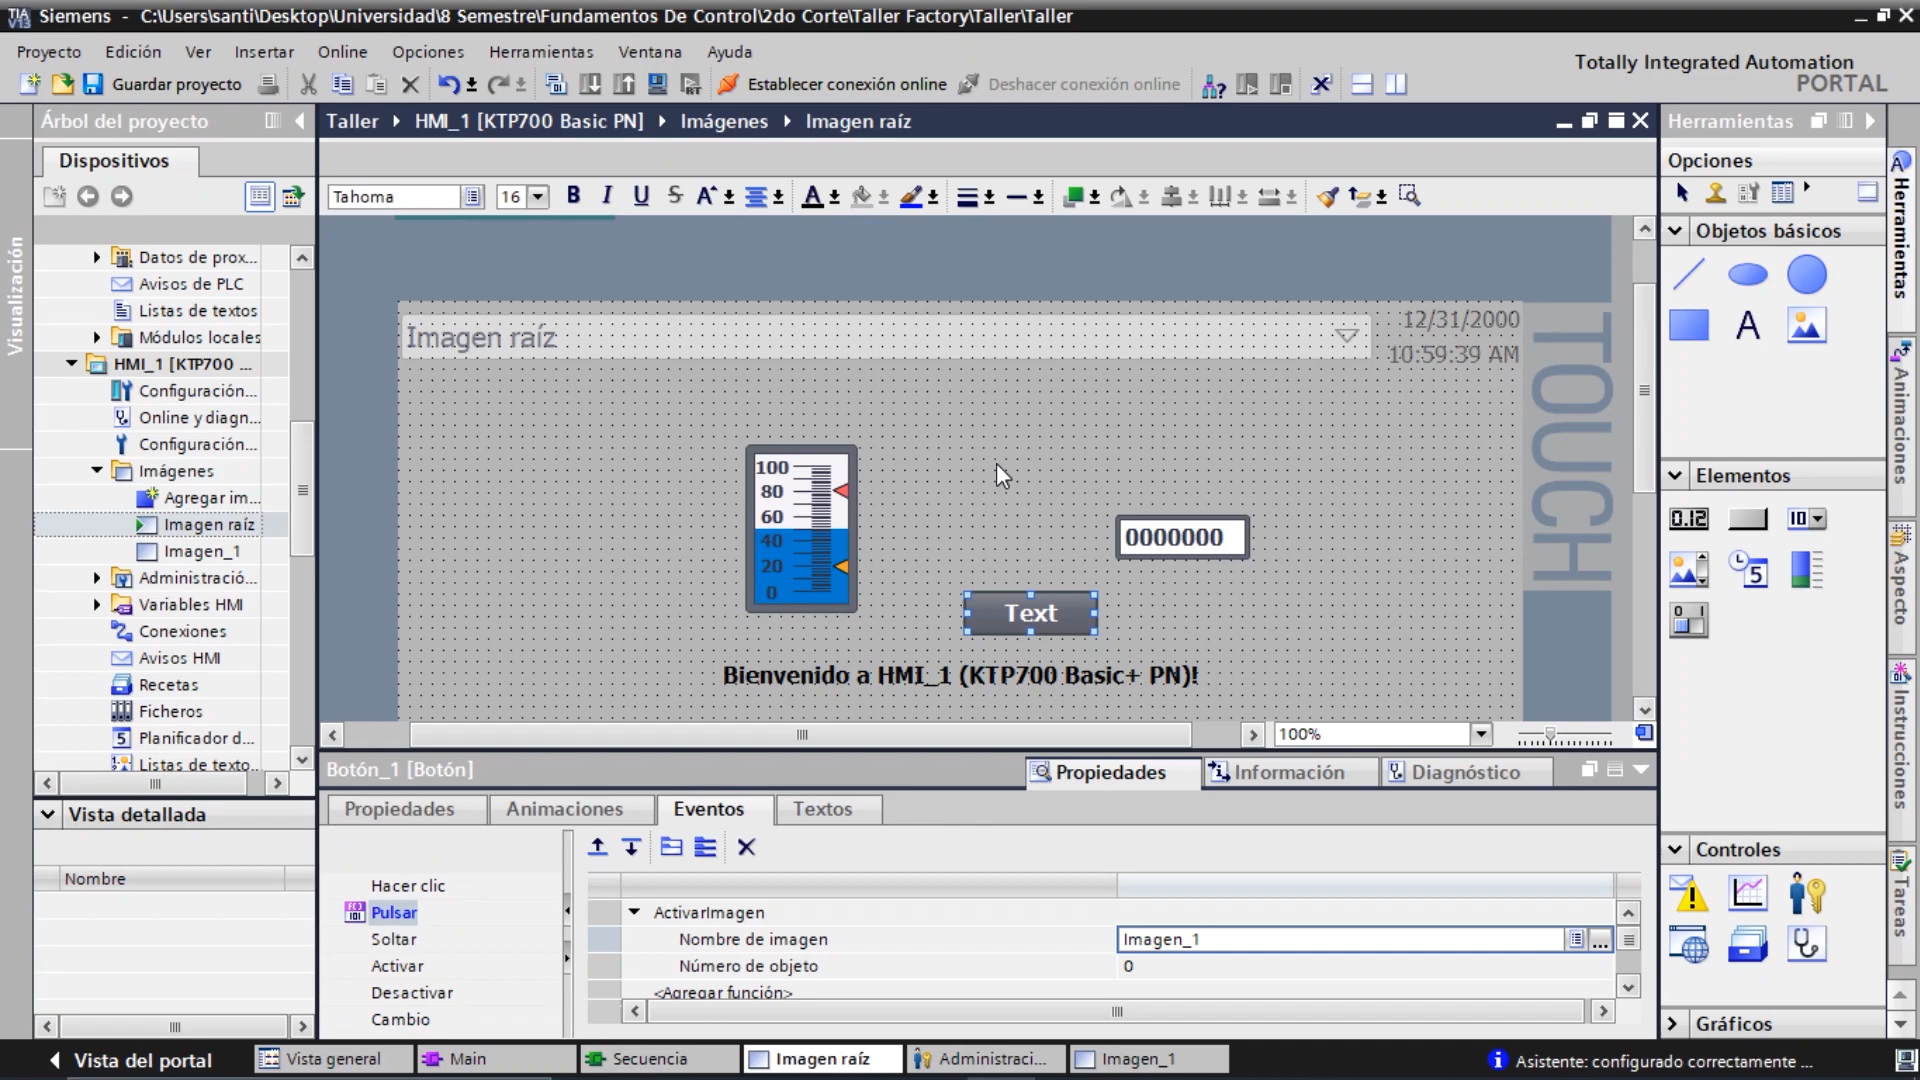 Siemens - C:\Users\santi\Desktop\Universidad\8 Semestre\Fundamentos De Control\2do Corte\Taller Factory\Taller\Taller
Proyecto Edición Ver Insertar Online Opciones Herramientas Ventana Ayuda
Totally Integrated Automation
PORTAL
Guardar proyecto
Establecer conexión online
Deshacer conexión online
Árbol del proyecto
Taller HMI_1 [KTP700 Basic PN] Imágenes Imagen raíz
Herramientas
Dispositivos
Opciones
Tahoma
16
Visualización
Datos de prox...
Avisos de PLC
Listas de textos
Módulos locales
HMI_1 [KTP700 ...
Configuración...
Online y diagn...
Configuración...
Imágenes
Agregar im...
Imagen raíz
Imagen_1
Administració...
Variables HMI
Conexiones
Avisos HMI
Recetas
Ficheros
Planificador d...
Listas de texto...
Vista detallada
Nombre
Imagen raíz
12/31/2000
10:59:39 AM
TOUCH
100
80
60
40
20
0
0000000
Text
Bienvenido a HMI_1 (KTP700 Basic+ PN)!
100%
Botón_1 [Botón]
Propiedades Información Diagnóstico
Propiedades Animaciones Eventos Textos
Hacer clic
Pulsar
Soltar
Activar
Desactivar
Cambio
ActivarImagen
Nombre de imagen Imagen_1
Número de objeto 0
<Agregar función>
Objetos básicos
Elementos
Controles
Gráficos
Herramientas
Animaciones
Aspecto
Instrucciones
Tareas
Vista del portal
Vista general
Main
Secuencia
Imagen raíz
Administraci...
Imagen_1
Asistente: configurado correctamente ...